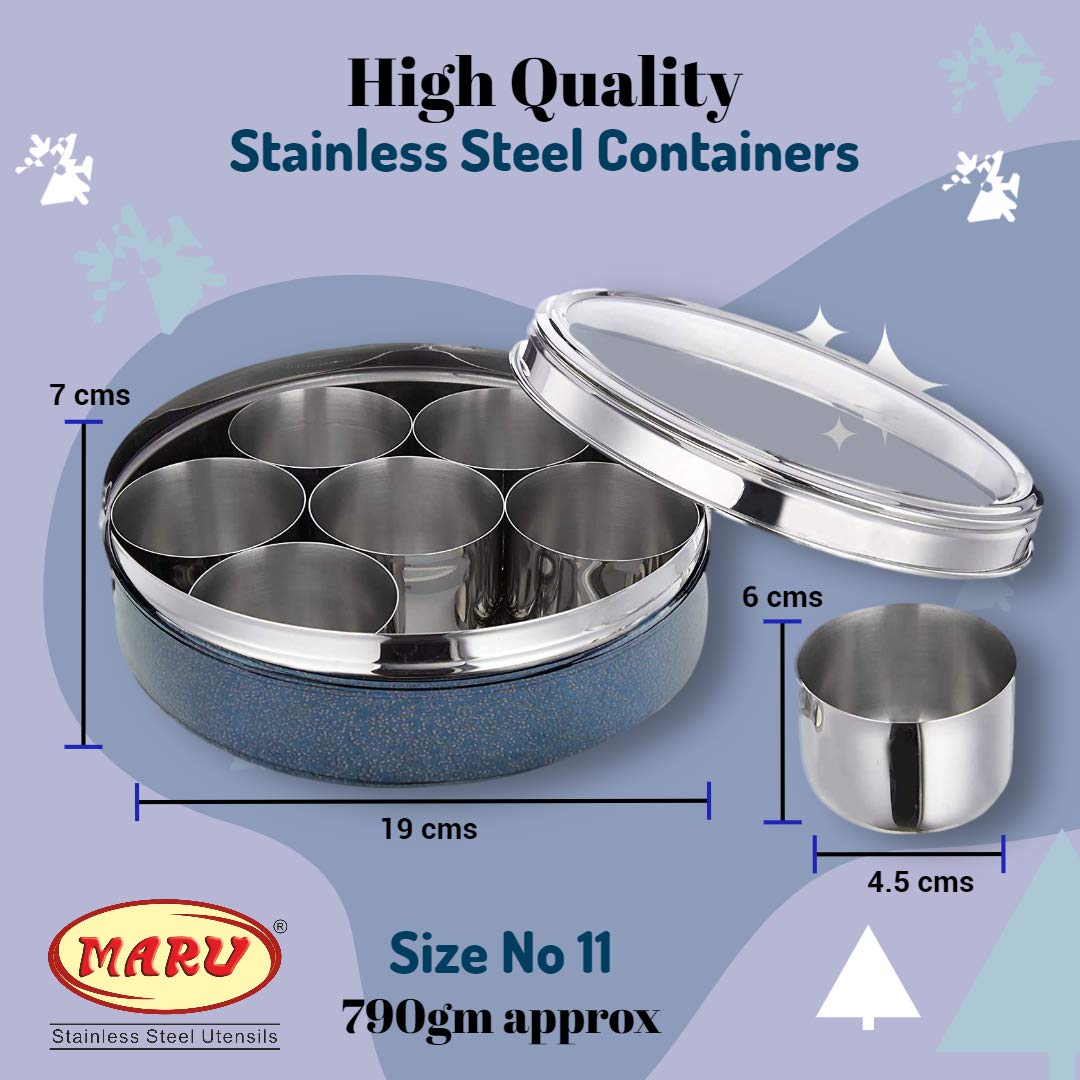 High Quality
Stainless Steel Containers
7 cms
6 cms
19 cms
4.5 cms
MARU ®
Stainless Steel Utensils
Size No 11
790gm approx